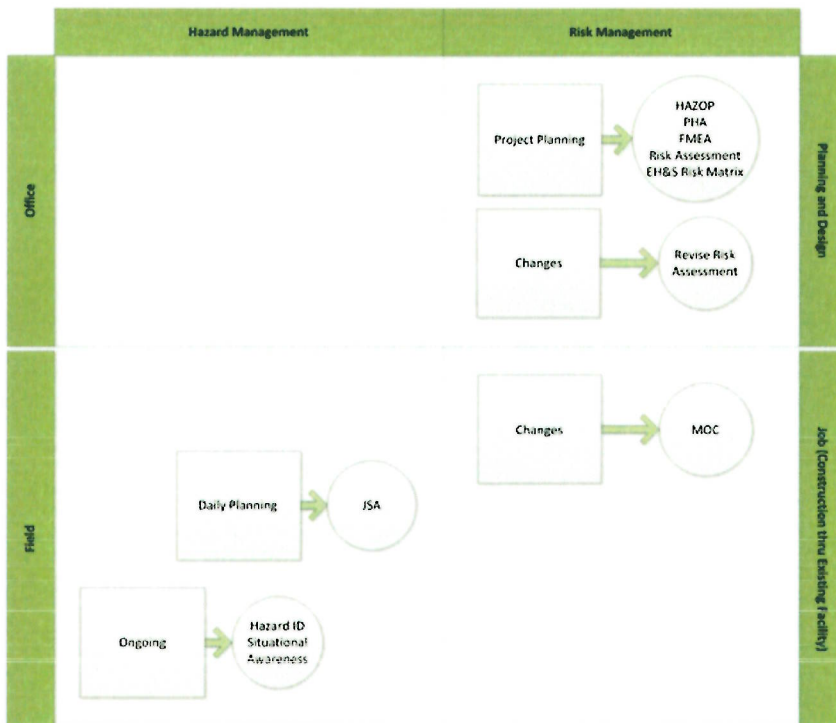 Hazard Management
Risk Management
Office
Planning and Design
Project Planning
HAZOP
PHA
FMEA
Risk Assessment
EH&S Risk Matrix
Changes
Revise Risk
Assessment
Field
Job (Construction thru Existing Facility)
Changes
MOC
Daily Planning
JSA
Ongoing
Hazard ID
Situational
Awareness